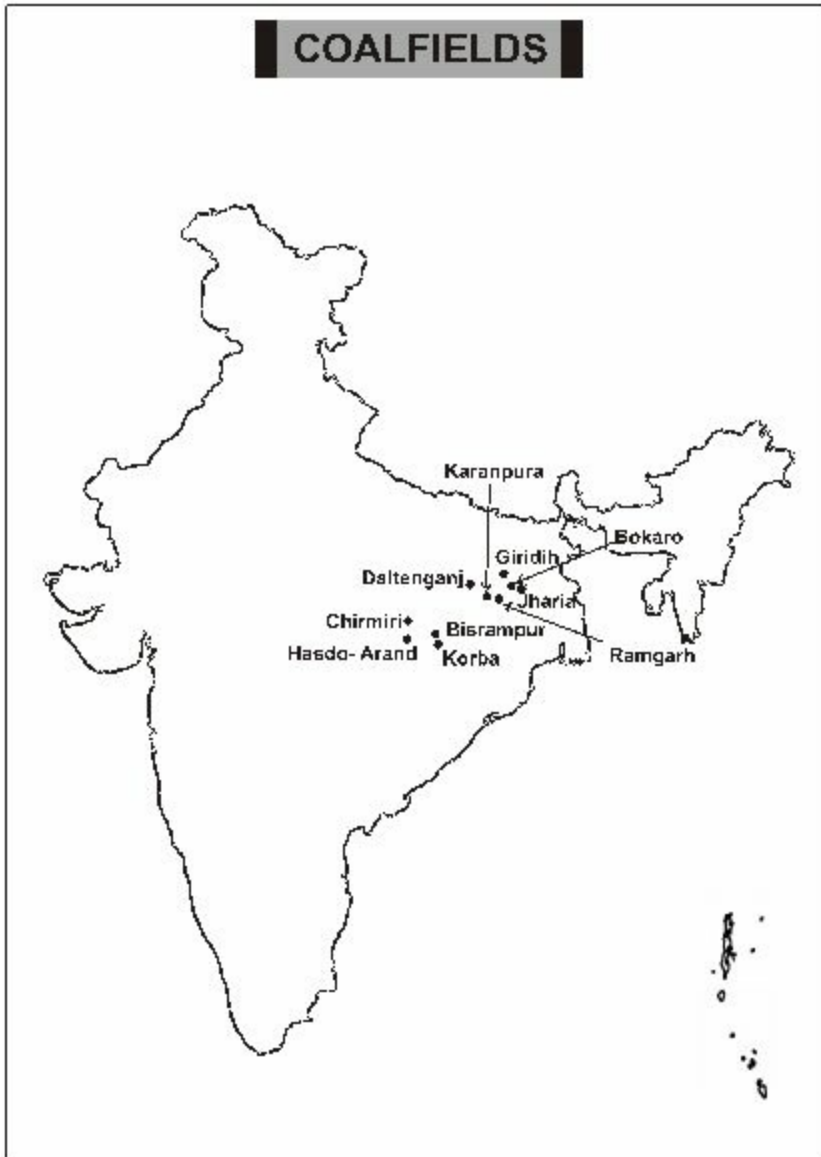 COALFIELDS
Karanpura
Bokaro
Giridih
Daltenganj
Jharia
Chirmiri
Bisrampur
Hasdo- Arand
Korba
Ramgarh